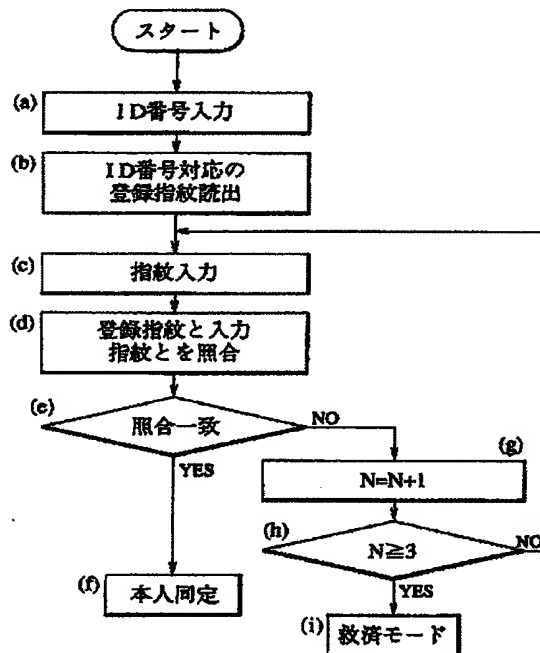 スタート
(a)
ID番号入力
(b)
ID番号対応の
登録指紋読出
(c)
指紋入力
(d)
登録指紋と入力
指紋とを照合
(e)
照合一致
NO
YES
(g)
N=N+1
(h)
N≧3
NO
YES
(f)
本人同定
(i)
救済モード